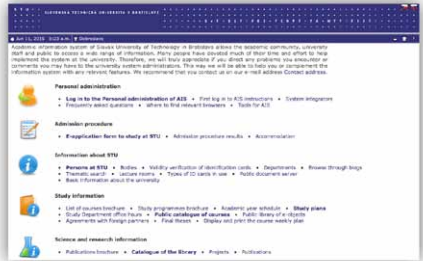 S T U
SLOVENSKÁ TECHNICKÁ UNIVERZITA V BRATISLAVE
Jun 11, 2010
Academic information system of Slovak University of Technology in Bratislava allows the academic community, university
staff and public to access a wide range of information. Many people have devoted much of their time and effort to help
implement the system at the university. Therefore, we will truly appreciate if you direct any problems you encounter or
comments you may have to the university system administrators. This way we will be able to help you or complement the
information system with any relevant features. We recommend that you contact us on our e-mail address Contact address.
Personal administration
• Log in to the Personal administration of AIS • First log in to AIS instructions • System integrators
• Frequently asked questions • Where to find relevant browsers • Tools for AIS
Admission procedure
• E-application form to study at STU • Admission procedure results • Accommodation
Information about STU
• Persons at STU • Bodies • Validity verification of identification cards • Departments • Browse through blogs
• Thematic search • Lecture rooms • Types of ID cards in use • Public document server
• Basic information about the university
Study information
• List of courses brochure • Study programmes brochure • Academic year schedule • Study plans
• Study Department office hours • Public catalogue of courses • Public library of e-objects
• Agreements with foreign partners • Final theses • Display and print the course weekly plan
Science and research information
• Publications brochure • Catalogue of the library • Projects • Publications